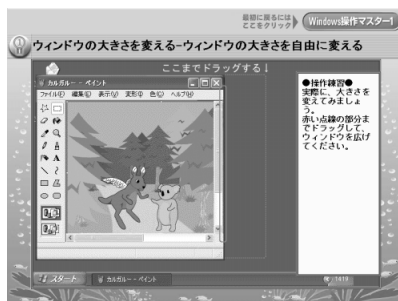 最初に戻るには
ここをクリック
Windows操作マスター1
①
ウィンドウの大きさを変える-ウィンドウの大きさを自由に変える
ここまでドラッグする↓
カルガルー - ペイント
ファイル(F) 編集(E) 表示(V) 変形(I) 色(C) ヘルプ(H)
A
●操作練習●
実際に、大きさを
変えてみましょ
う。
赤い点線の部分ま
でドラッグして、
ウィンドウを広げ
てください。
スタート
カルガルー - ペイント
14:19